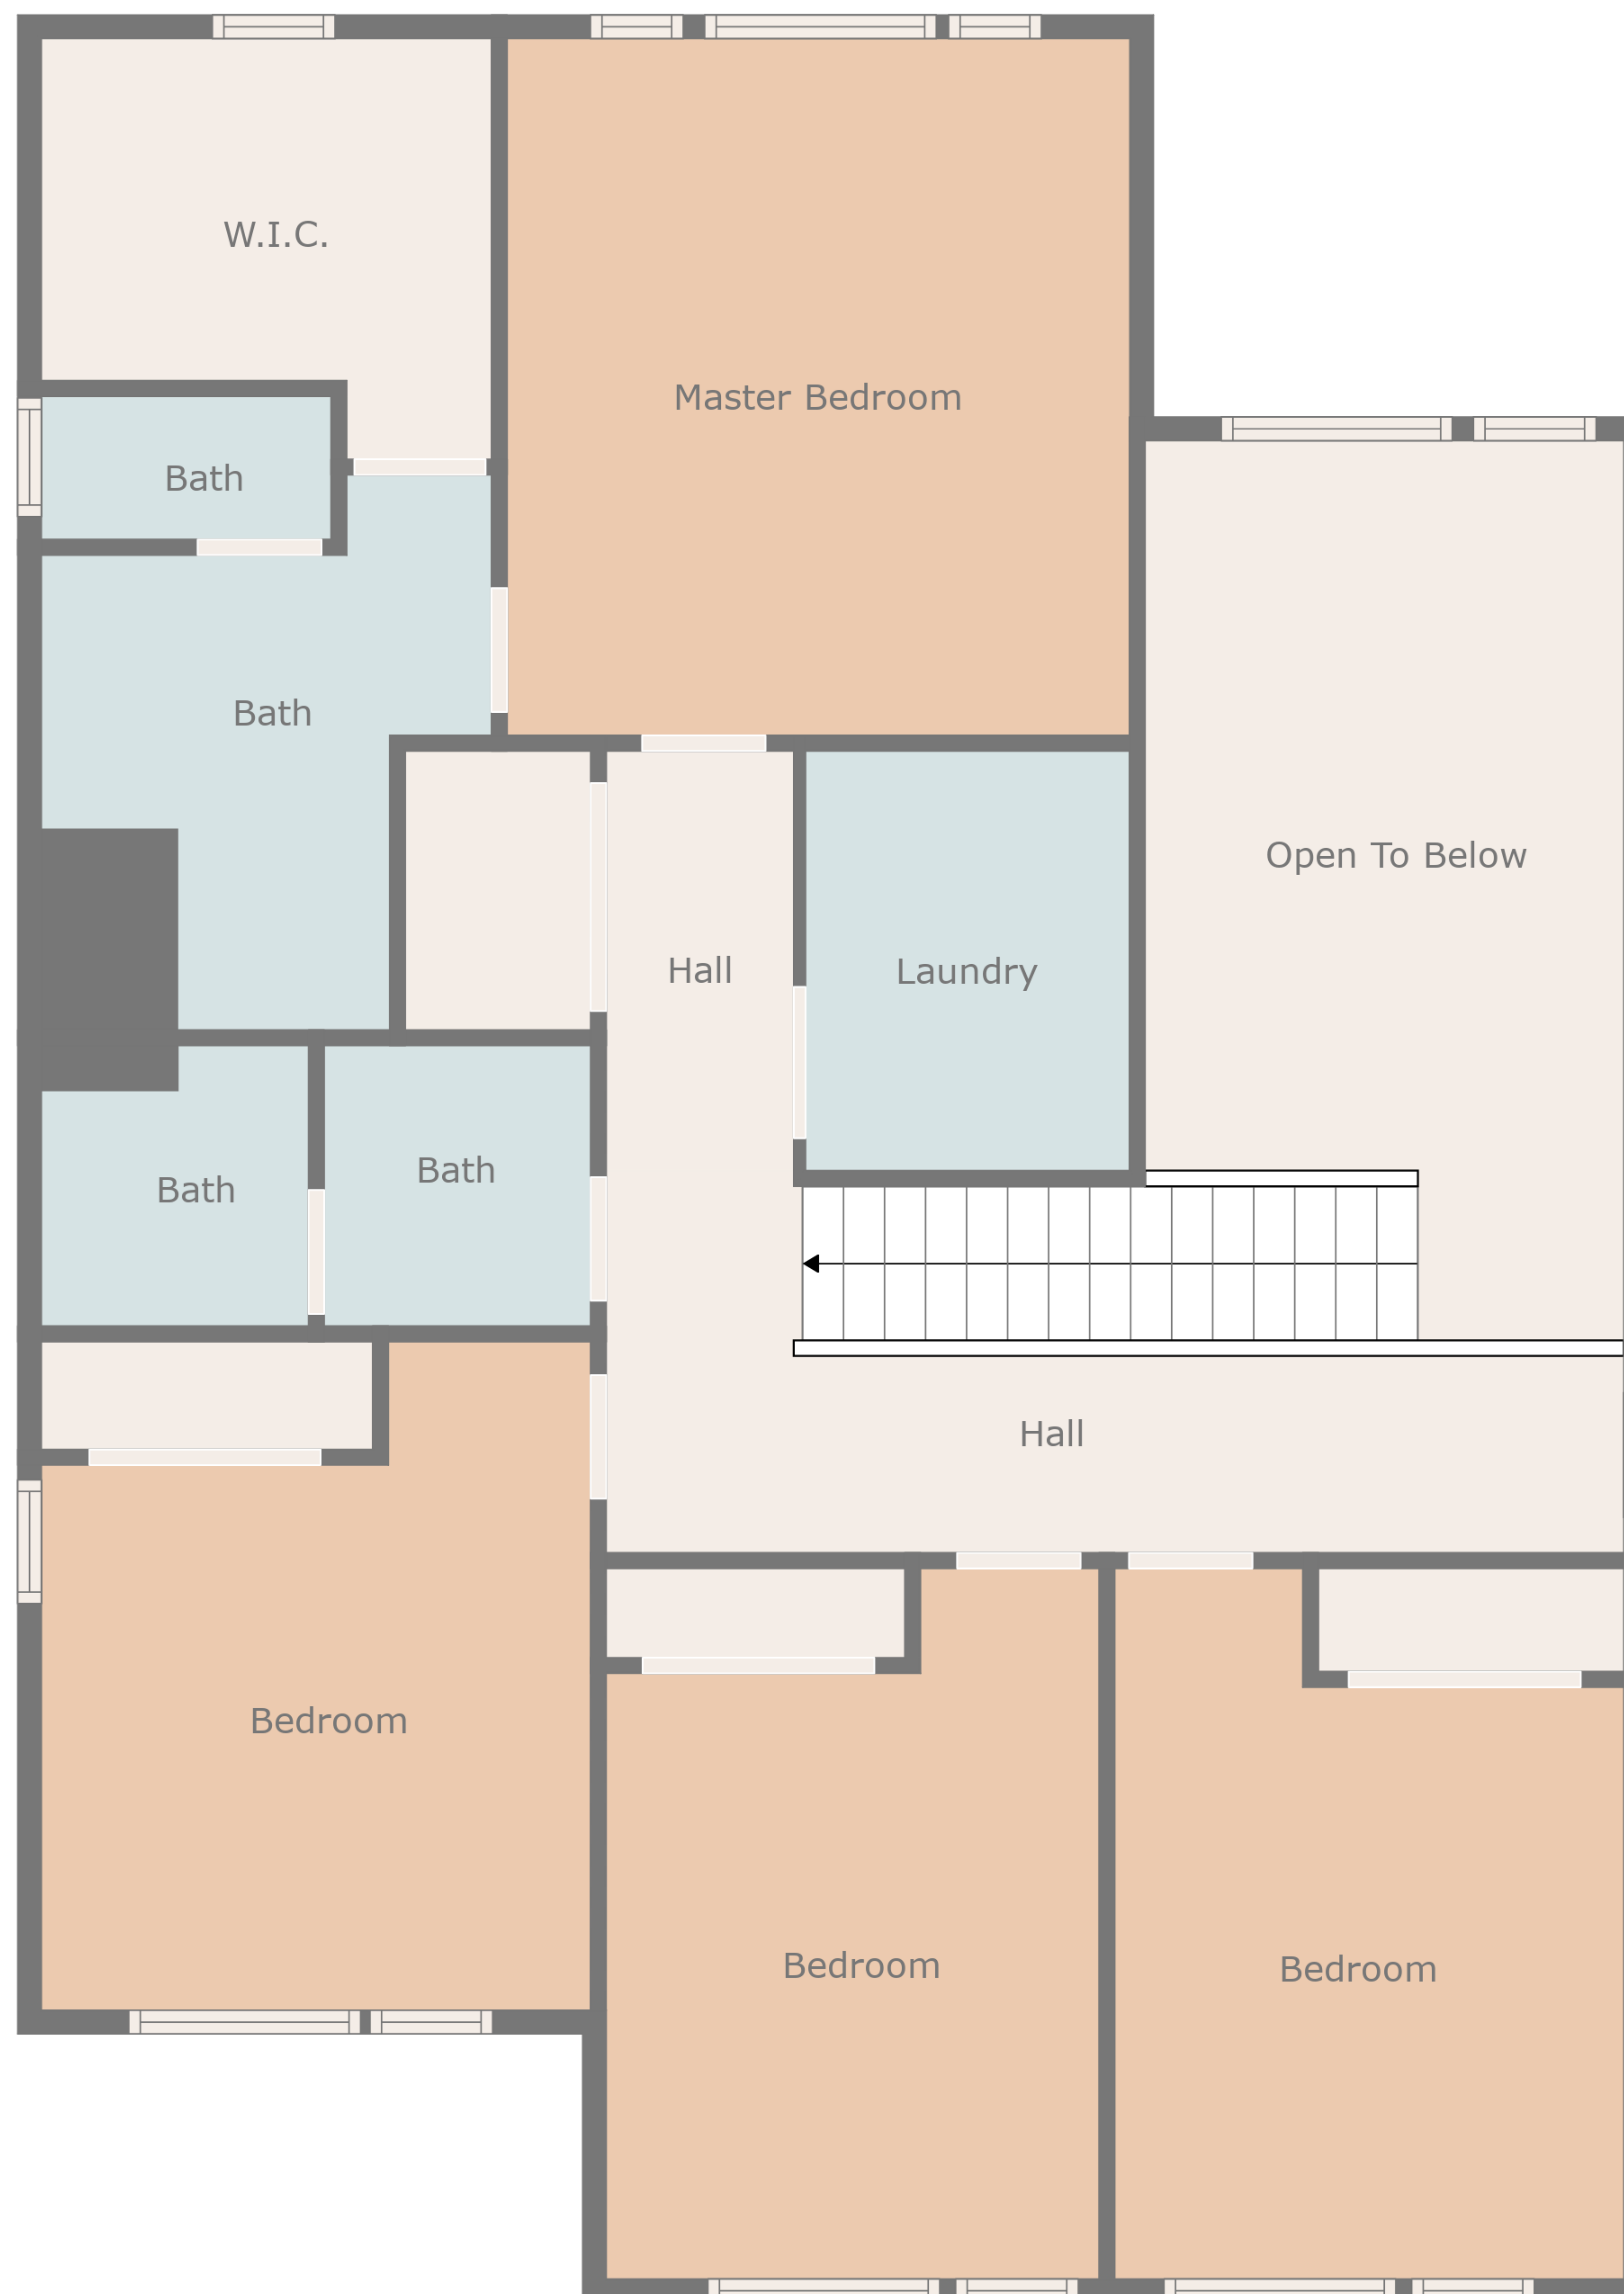 W.I.C.
Master Bedroom
Bath
Bath
Open To Below
Hall
Laundry
Bath
Bath
Hall
Bedroom
Bedroom
Bedroom